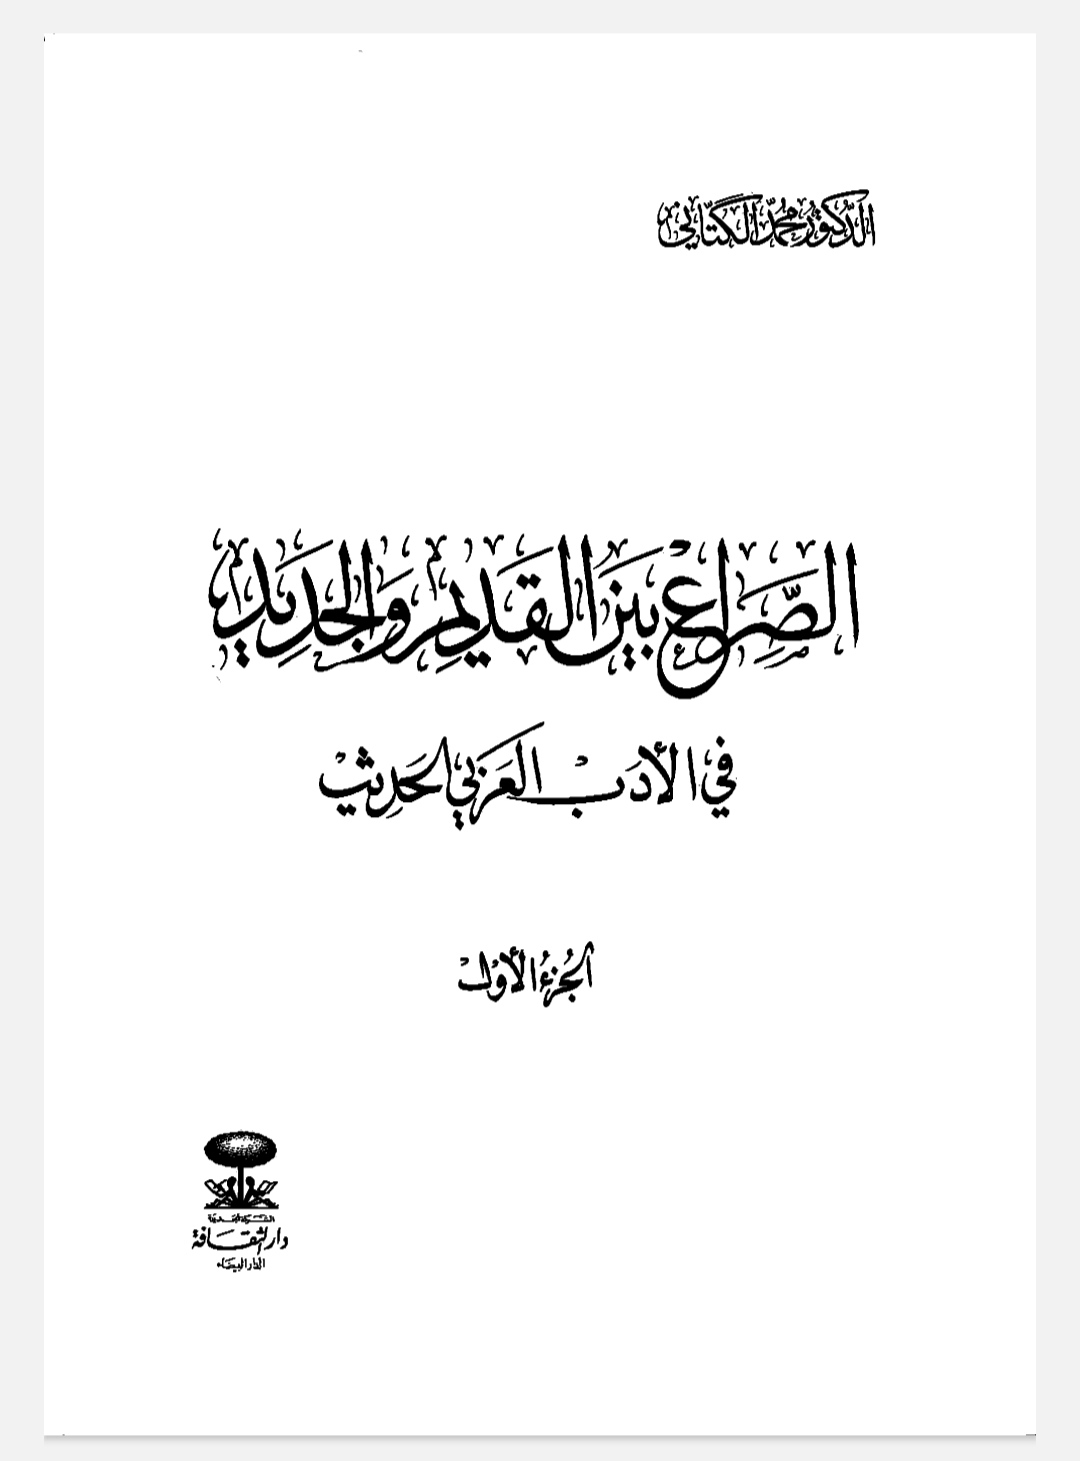 الدكتور محمد الكتاني
الصراع بين القديم والجديد
في الأدب العربي الحديث
الجزء الأول
دار الثقافة
الدار البيضاء